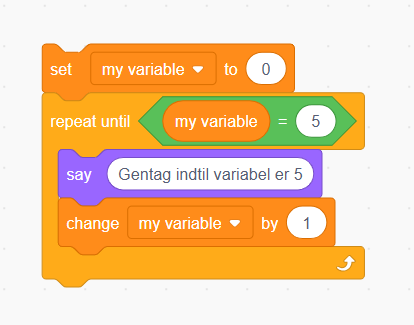 set my variable to 0
repeat until my variable = 5
say Gentag indtil variabel er 5
change my variable by 1